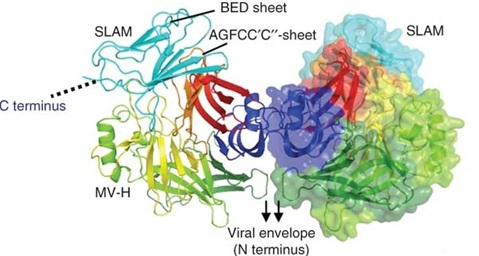 BED sheet
SLAM
SLAM
AGFCC′C″-sheet
C terminus
MV-H
Viral envelope
(N terminus)